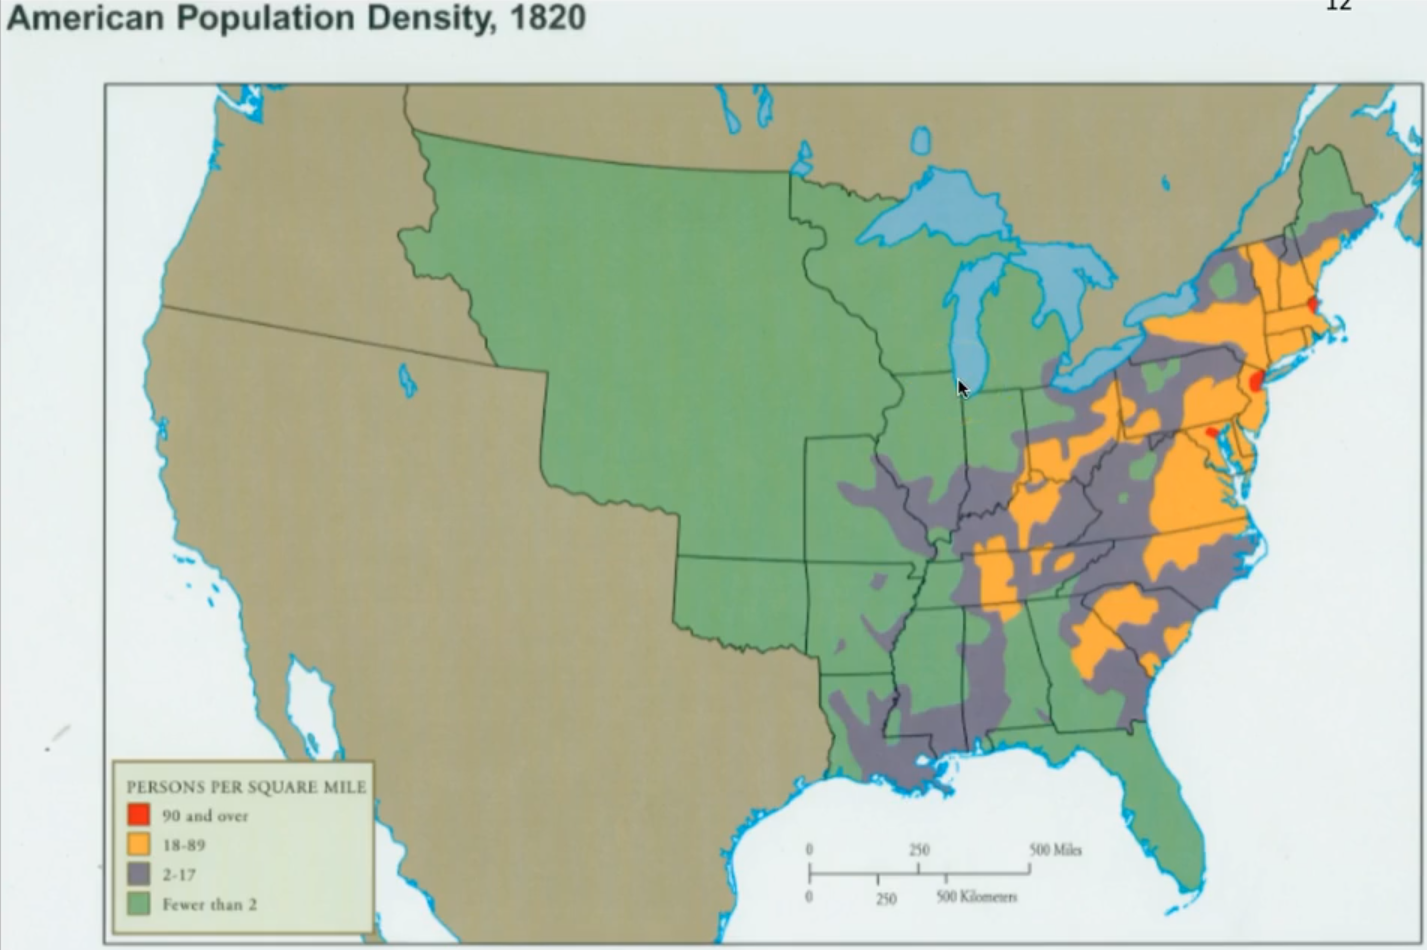 12
American Population Density, 1820
PERSONS PER SQUARE MILE
90 and over
18-89
2-17
Fewer than 2
0 250 500 Miles
0 250 500 Kilometers